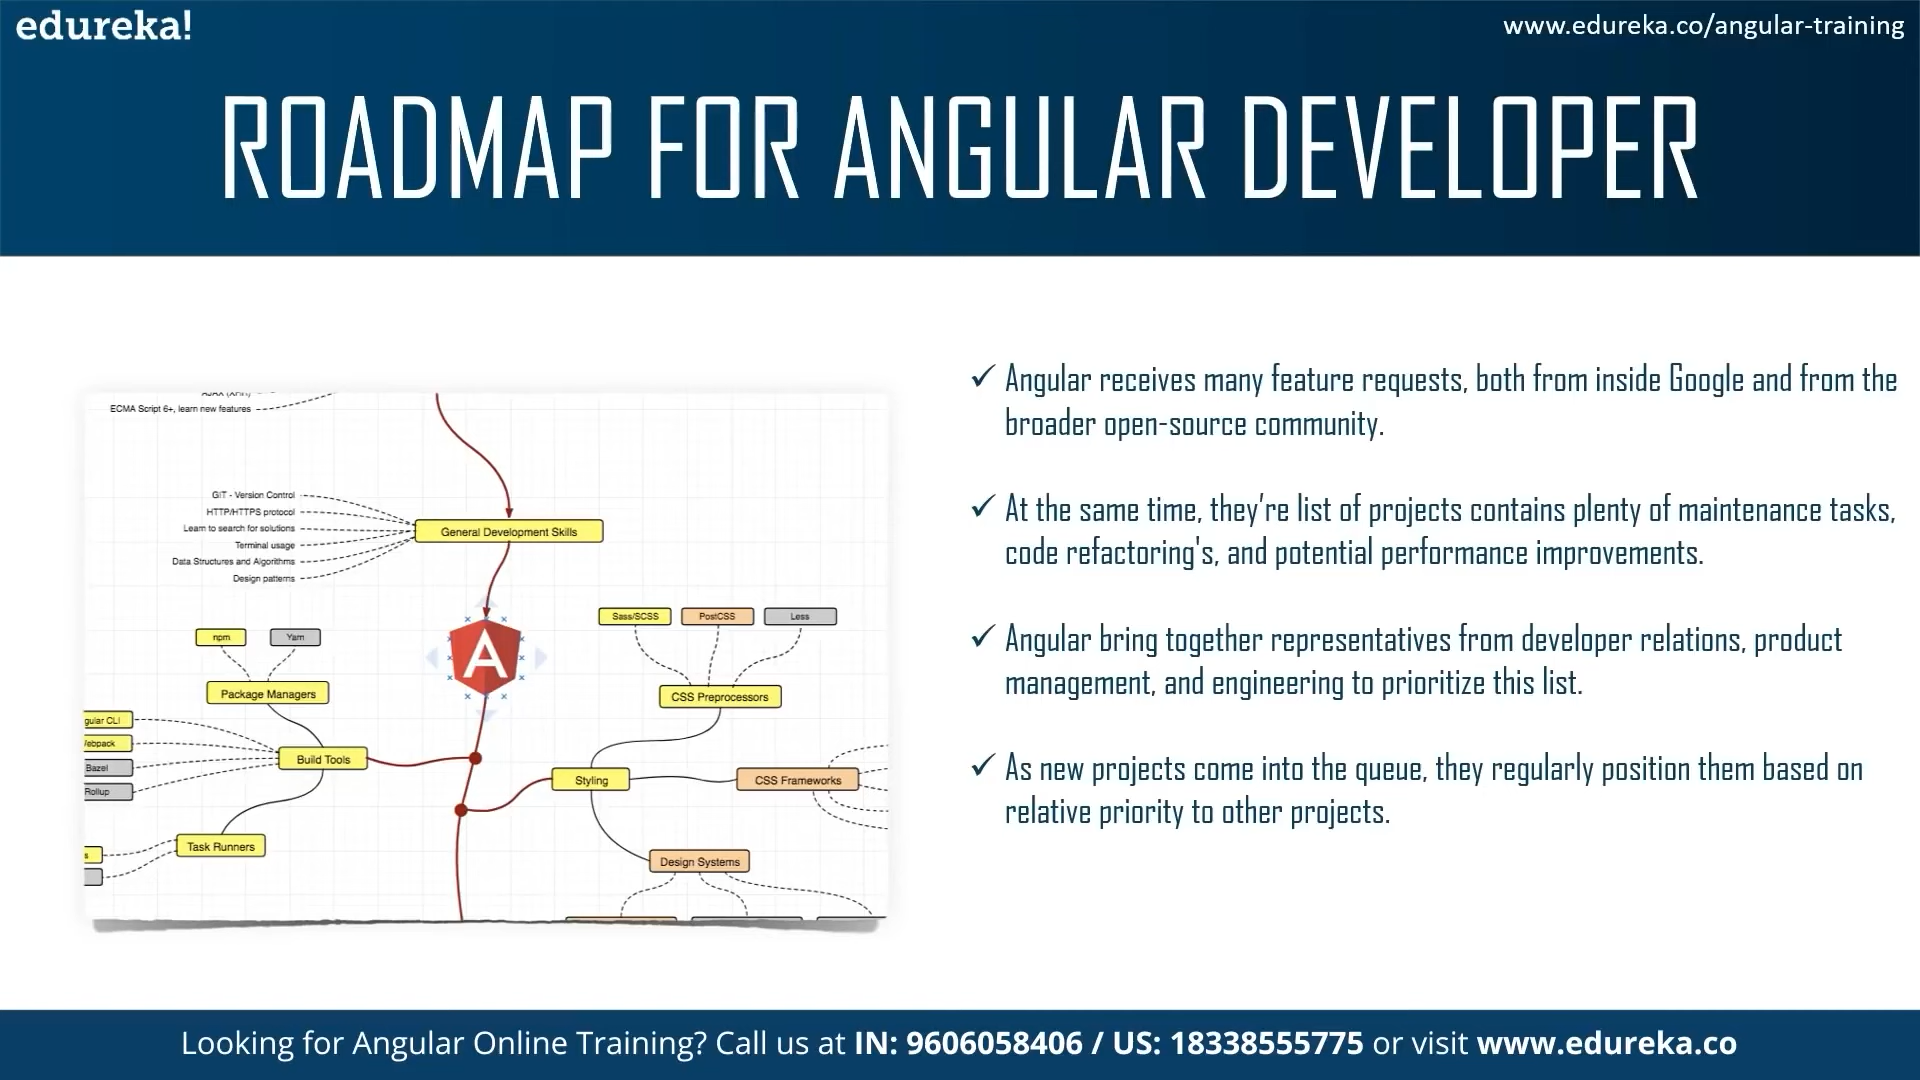 edureka!
www.edureka.co/angular-training
ROADMAP FOR ANGULAR DEVELOPER
ECMA Script 6+, learn new features
GIT - Version Control
HTTP/HTTPS protocol
Learn to search for solutions
Terminal usage
Data Structures and Algorithms
Design patterns
General Development Skills
npm
Yarn
Package Managers
A
Sass/SCSS
PostCSS
Less
CSS Preprocessors
gular CLI
Webpack
Bazel
Rollup
Build Tools
Styling
CSS Frameworks
Task Runners
Design Systems
✓ Angular receives many feature requests, both from inside Google and from the
broader open-source community.
✓ At the same time, they're list of projects contains plenty of maintenance tasks,
code refactoring's, and potential performance improvements.
✓ Angular bring together representatives from developer relations, product
management, and engineering to prioritize this list.
✓ As new projects come into the queue, they regularly position them based on
relative priority to other projects.
Looking for Angular Online Training? Call us at IN: 9606058406 / US: 18338555775 or visit www.edureka.co